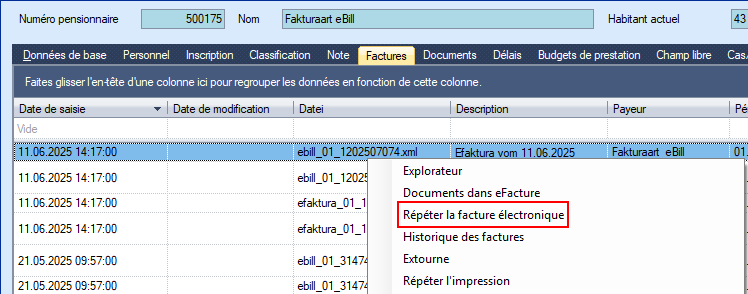 Numéro pensionnaire 500175 Nom Fakturaart eBill Habitant actuel 43
Données de base Personnel Inscription Classification Note Factures Documents Délais Budgets de prestation Champ libre Cas
Faites glisser l'en-tête d'une colonne ici pour regrouper les données en fonction de cette colonne.
Date de saisie Date de modification Datei Description Payeur Pé
Vide
11.06.2025 14:17:00 ebill_01_1202507074.xml Efaktura vom 11.06.2025 Fakturaart eBill 01.
Explorateur
11.06.2025 14:17:00 ebill_01_12025
Documents dans eFacture
11.06.2025 14:17:00 efaktura_01_1
Répéter la facture électronique
11.06.2025 14:17:00 efaktura_01_1
Historique des factures
21.05.2025 09:57:00 ebill_01_31474
Extourne
21.05.2025 09:57:00 ebill_01_31474
Répéter l'impression